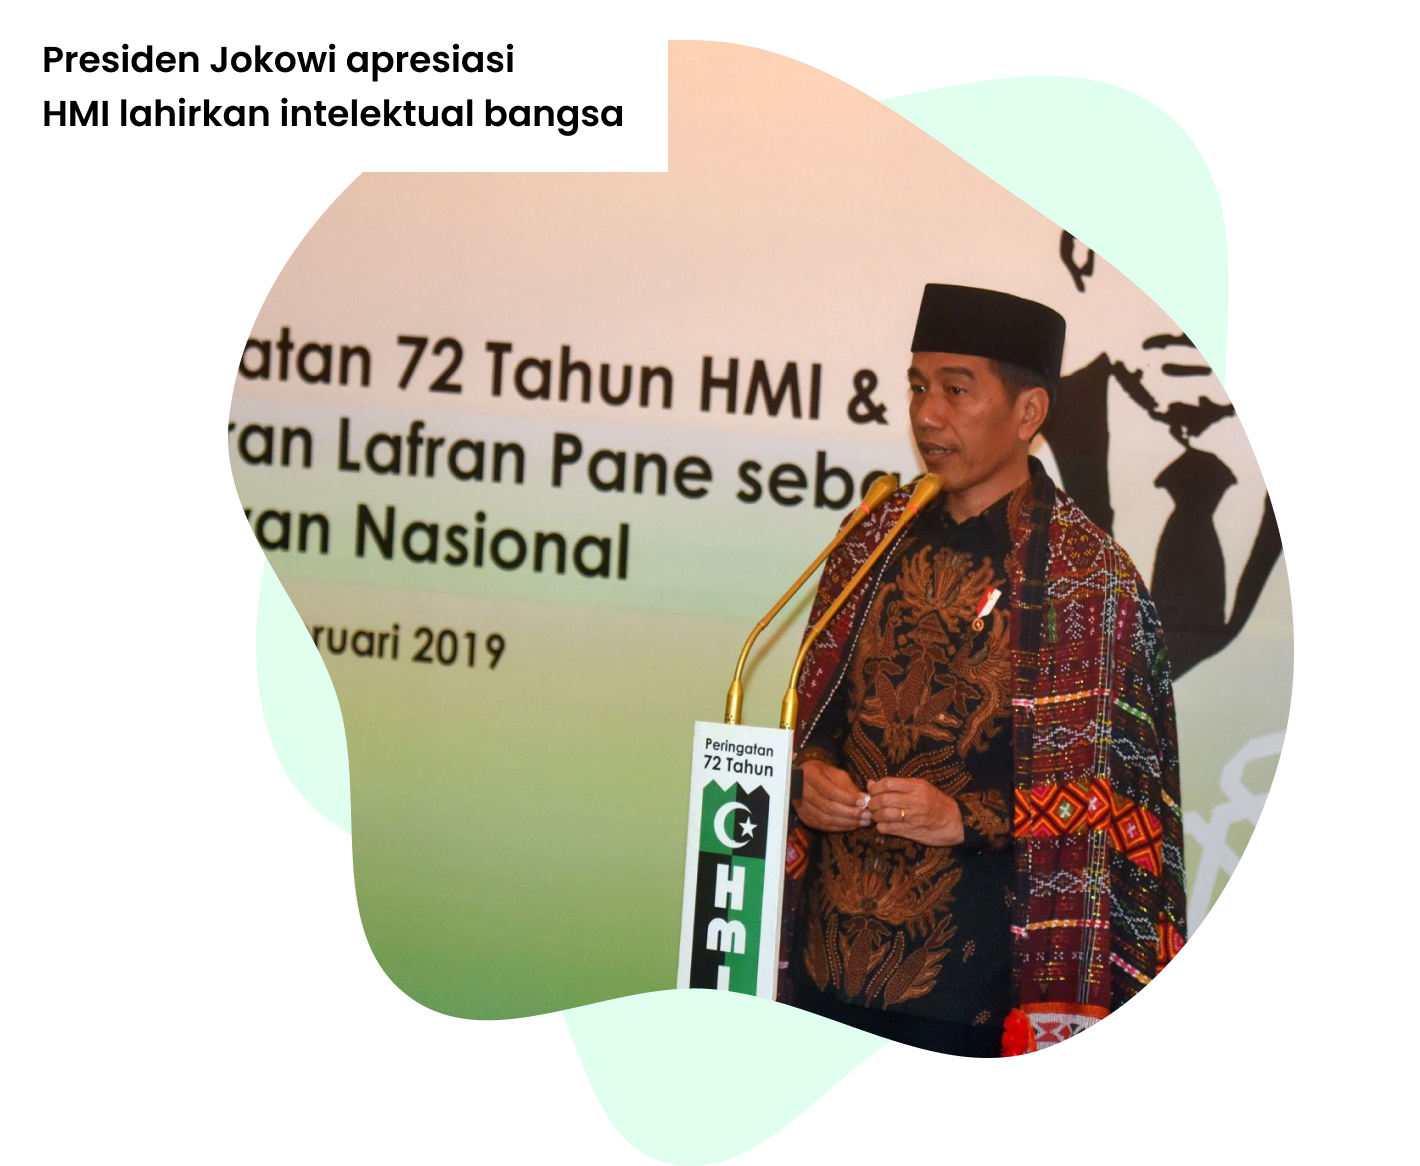 Presiden Jokowi apresiasi
HMI lahirkan intelektual bangsa
atan 72 Tahun HMI &
ran Lafran Pane seba
an Nasional
ruari 2019
Peringatan
72 Tahun
HMI